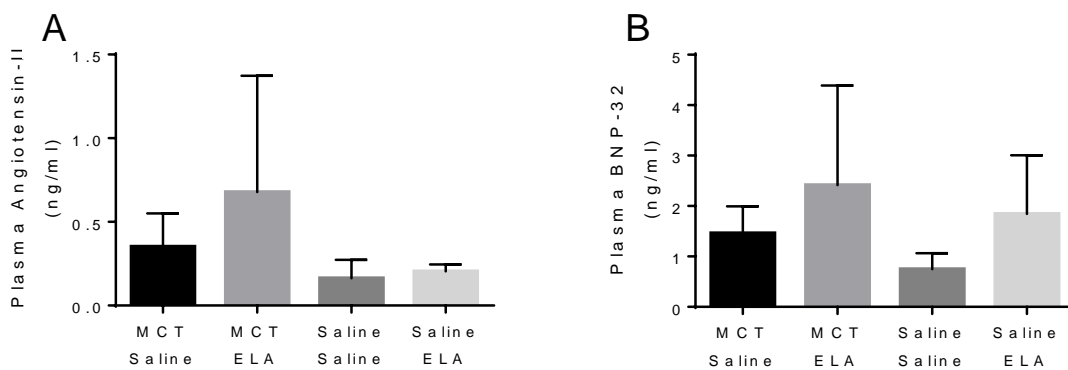 A
Plasma Angiotensin-II
(ng/ml)
1.5
1.0
0.5
0.0
MCT MCT Saline Saline
Saline ELA Saline ELA
B
Plasma BNP-32
(ng/ml)
5
4
3
2
1
0
MCT MCT Saline Saline
Saline ELA Saline ELA